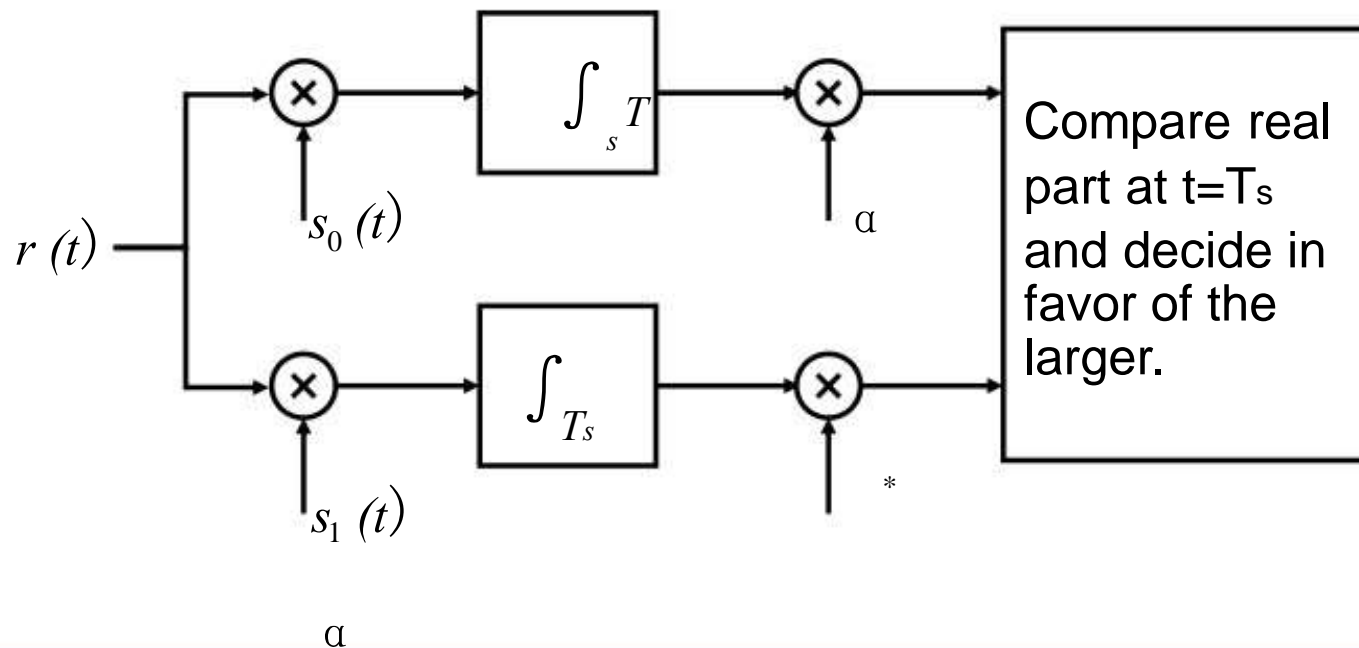 ∫ₛT
s₀ (t)
α
r (t)
Compare real
part at t=Tₛ
and decide in
favor of the
larger.
∫Tₛ
s₁ (t)
*
α